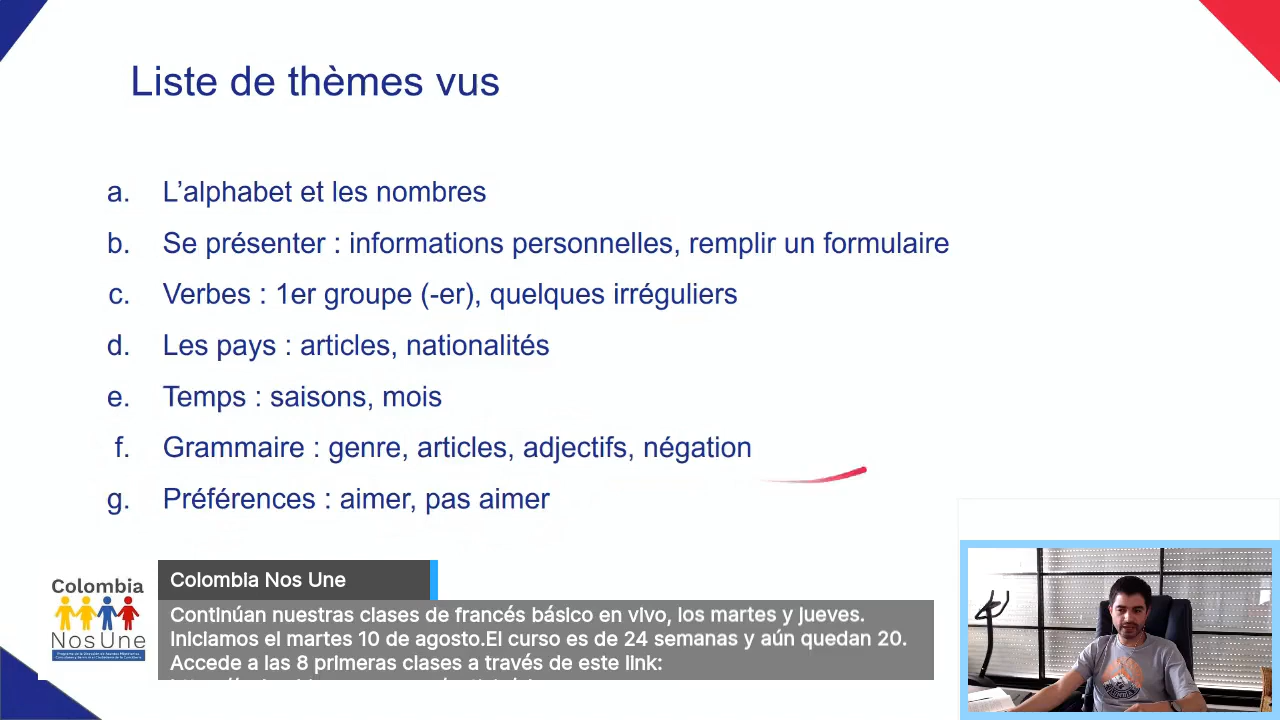 Liste de thèmes vus
a. L’alphabet et les nombres
b. Se présenter : informations personnelles, remplir un formulaire
c. Verbes : 1er groupe (-er), quelques irréguliers
d. Les pays : articles, nationalités
e. Temps : saisons, mois
f. Grammaire : genre, articles, adjectifs, négation
g. Préférences : aimer, pas aimer
Colombia
NosUne
Colombia Nos Une
Continúan nuestras clases de francés básico en vivo, los martes y jueves.
Iniciamos el martes 10 de agosto.El curso es de 24 semanas y aún quedan 20.
Accede a las 8 primeras clases a través de este link: